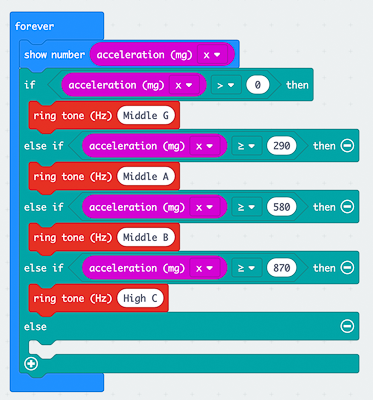 forever
show number acceleration (mg) x
if acceleration (mg) x > 0 then
ring tone (Hz) Middle G
else if acceleration (mg) x ≥ 290 then
ring tone (Hz) Middle A
else if acceleration (mg) x ≥ 580 then
ring tone (Hz) Middle B
else if acceleration (mg) x ≥ 870 then
ring tone (Hz) High C
else